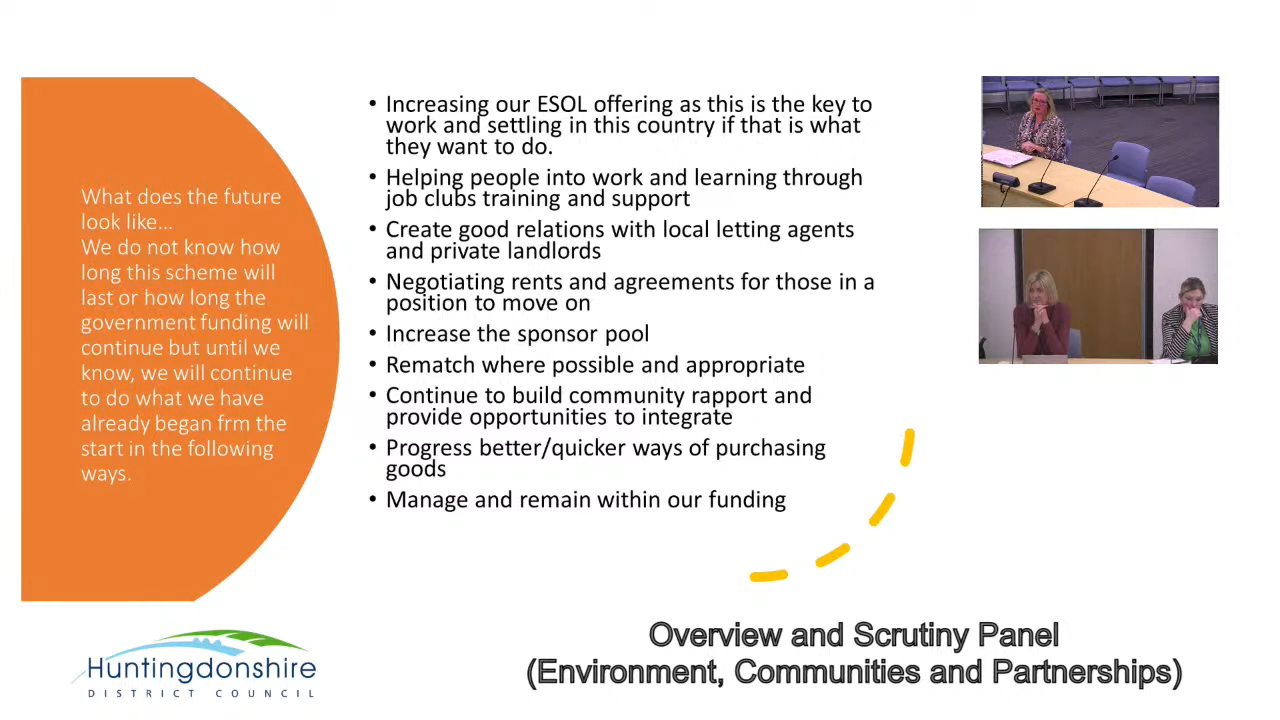 What does the future
look like…
We do not know how
long this scheme will
last or how long the
government funding will
continue but until we
know, we will continue
to do what we have
already began frm the
start in the following
ways.
• Increasing our ESOL offering as this is the key to
work and settling in this country if that is what
they want to do.
• Helping people into work and learning through
job clubs training and support
• Create good relations with local letting agents
and private landlords
• Negotiating rents and agreements for those in a
position to move on
• Increase the sponsor pool
• Rematch where possible and appropriate
• Continue to build community rapport and
provide opportunities to integrate
• Progress better/quicker ways of purchasing
goods
• Manage and remain within our funding
Huntingdonshire
DISTRICT COUNCIL
Overview and Scrutiny Panel
(Environment, Communities and Partnerships)